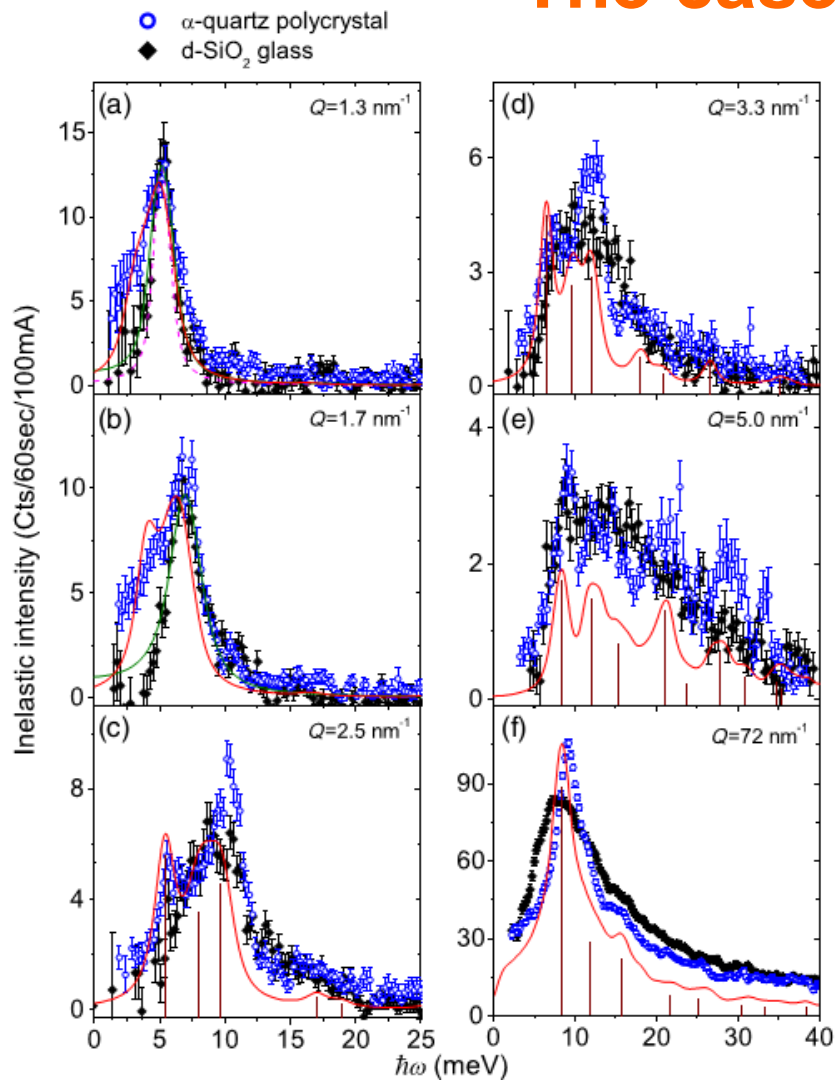 The case
α-quartz polycrystal
d-SiO₂ glass
(a)
Q=1.3 nm⁻¹
15
10
5
0
(b)
Q=1.7 nm⁻¹
10
5
0
(c)
Q=2.5 nm⁻¹
8
4
0
0 5 10 15 20 25
(d)
Q=3.3 nm⁻¹
6
3
0
(e)
Q=5.0 nm⁻¹
4
2
0
(f)
Q=72 nm⁻¹
90
60
30
0
0 10 20 30 40
Inelastic intensity (Cts/60sec/100mA)
ℏω (meV)